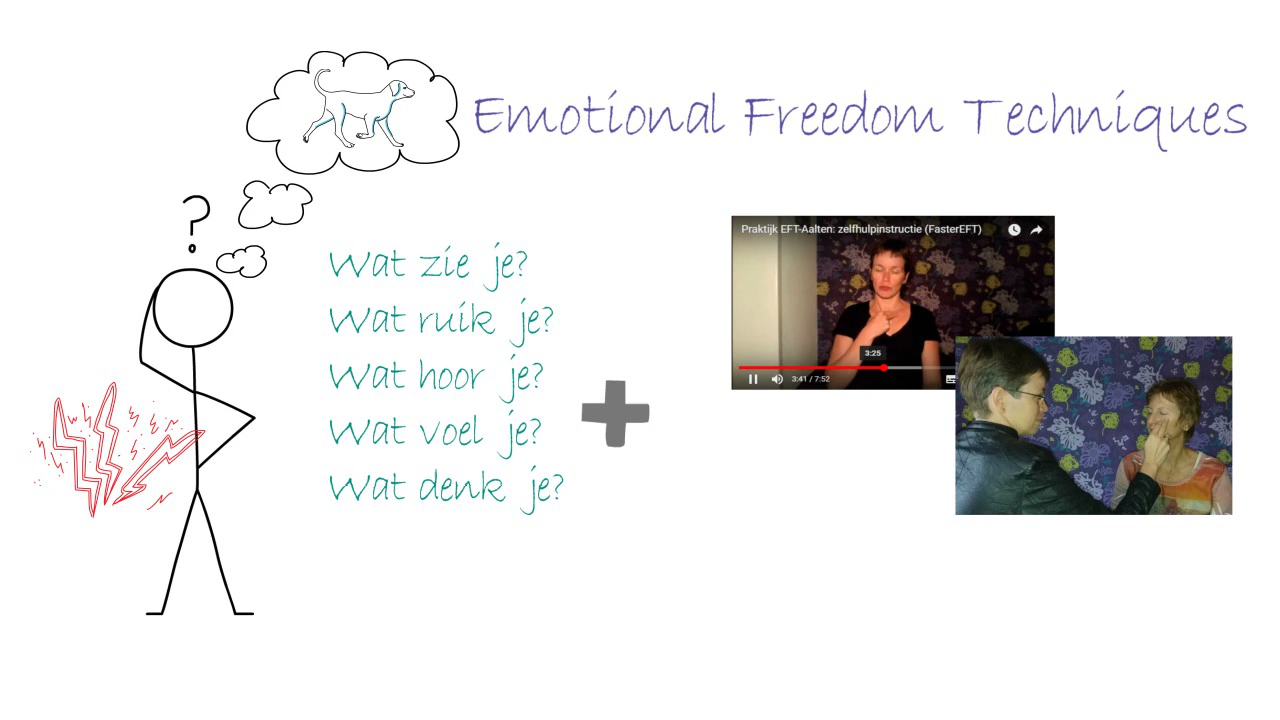 Emotional Freedom Techniques
?
Wat zie je?
Wat ruik je?
Wat hoor je?
Wat voel je?
Wat denk je?
Praktijk EFT-Aalten: zelfhulpinstructie (FasterEFT)
3:25
3:41 / 7:52